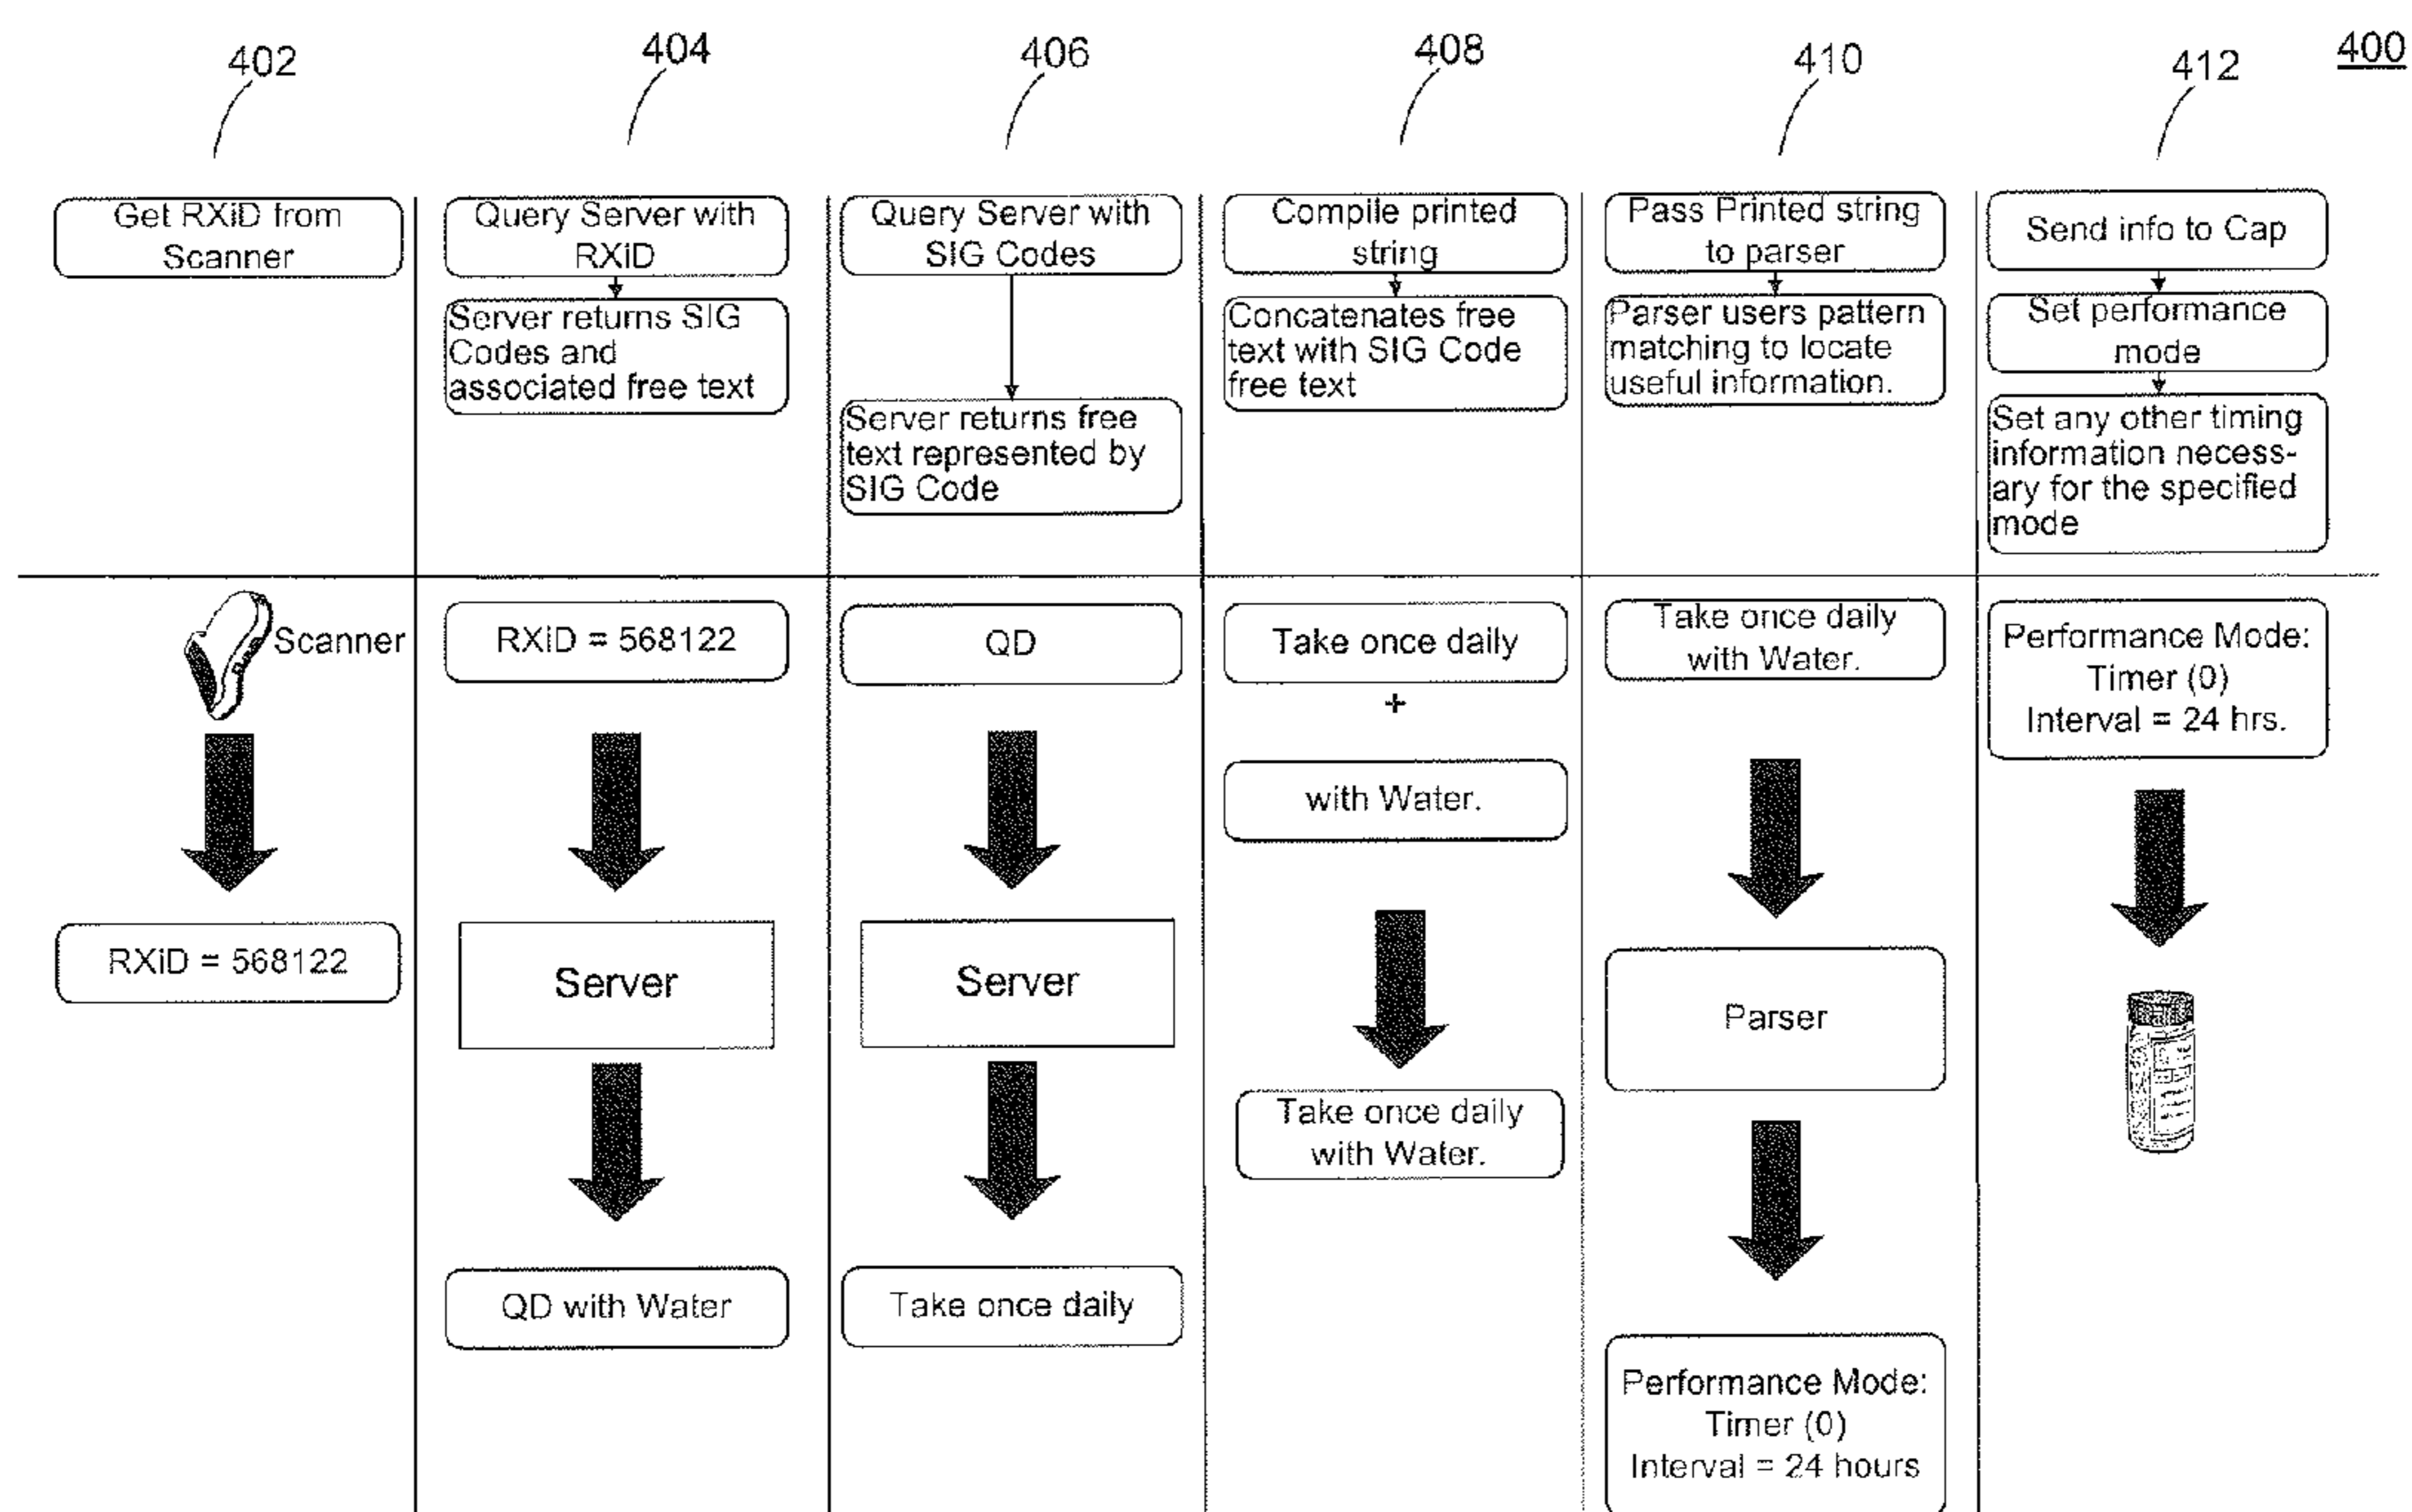 402
404
406
408
410
412
400
Get RXiD from
Scanner
Query Server with
RXiD
Server returns SIG
Codes and
associated free text
Query Server with
SIG Codes
Server returns free
text represented by
SIG Code
Compile printed
string
Concatenates free
text with SIG Code
free text
Pass Printed string
to parser
Parser users pattern
matching to locate
useful information.
Send info to Cap
Set performance
mode
Set any other timing
information necess-
ary for the specified
mode
Scanner
RXiD = 568122
RXiD = 568122
Server
QD with Water
QD
Server
Take once daily
Take once daily
+
with Water.
Take once daily
with Water.
Take once daily
with Water.
Parser
Performance Mode:
Timer (0)
Interval = 24 hours
Performance Mode:
Timer (0)
Interval = 24 hrs.